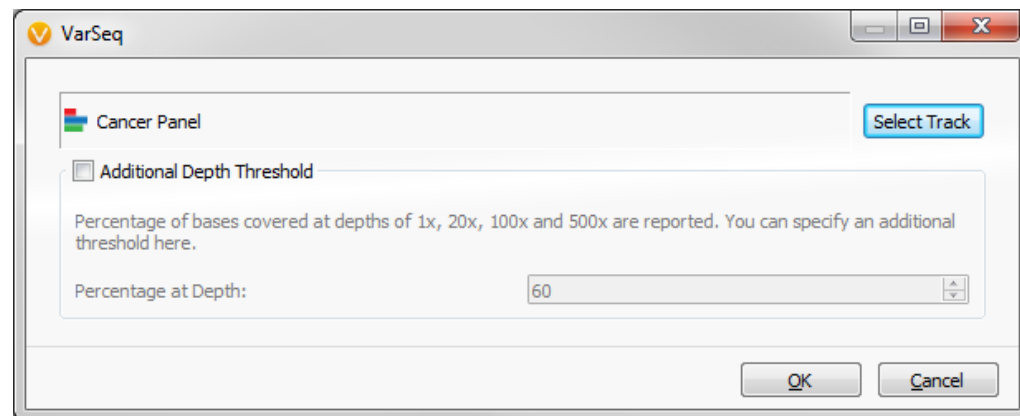 VarSeq
Cancer Panel
Select Track
Additional Depth Threshold
Percentage of bases covered at depths of 1x, 20x, 100x and 500x are reported. You can specify an additional
threshold here.
Percentage at Depth:
60
OK
Cancel